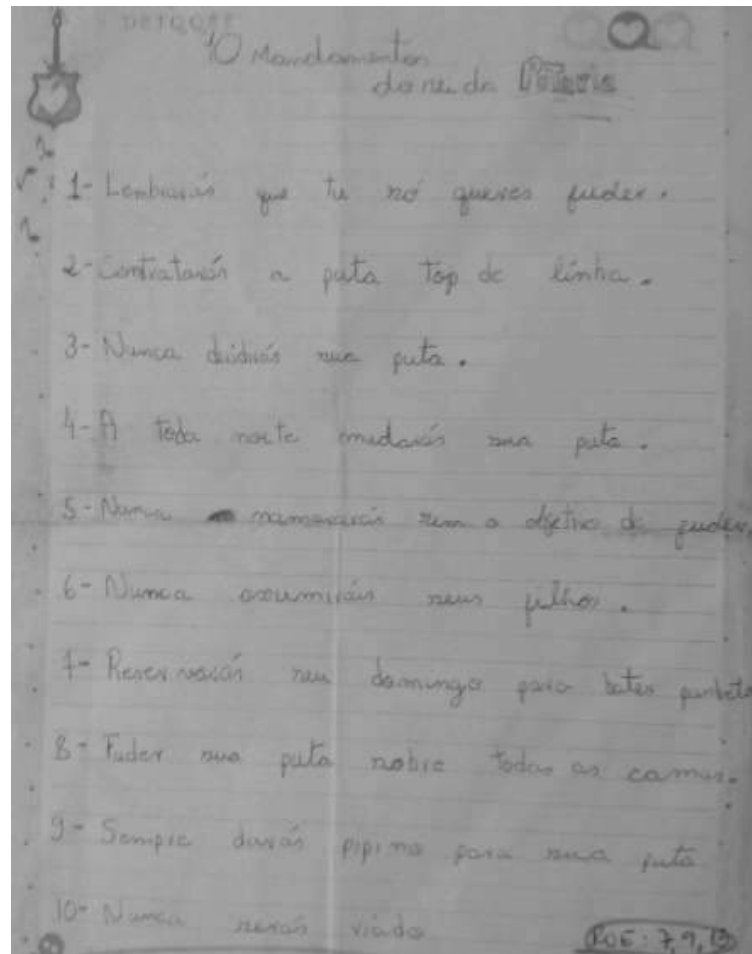 10 Mandamentos
do rei da
1- Lembrarás que tu só queres fuder.
2- Contratarás a puta top de linha.
3- Nunca dividirás sua puta.
4- A toda noite mudarás sua puta.
5- Nunca namorarás sem o objetivo de fuder.
6- Nunca assumirás seus filhos.
7- Reservarás seu domingo para bater punheta
8- Fuder sua puta sobre todas as camas.
9- Sempre darás pipino para sua puta
10- Nunca serás viado